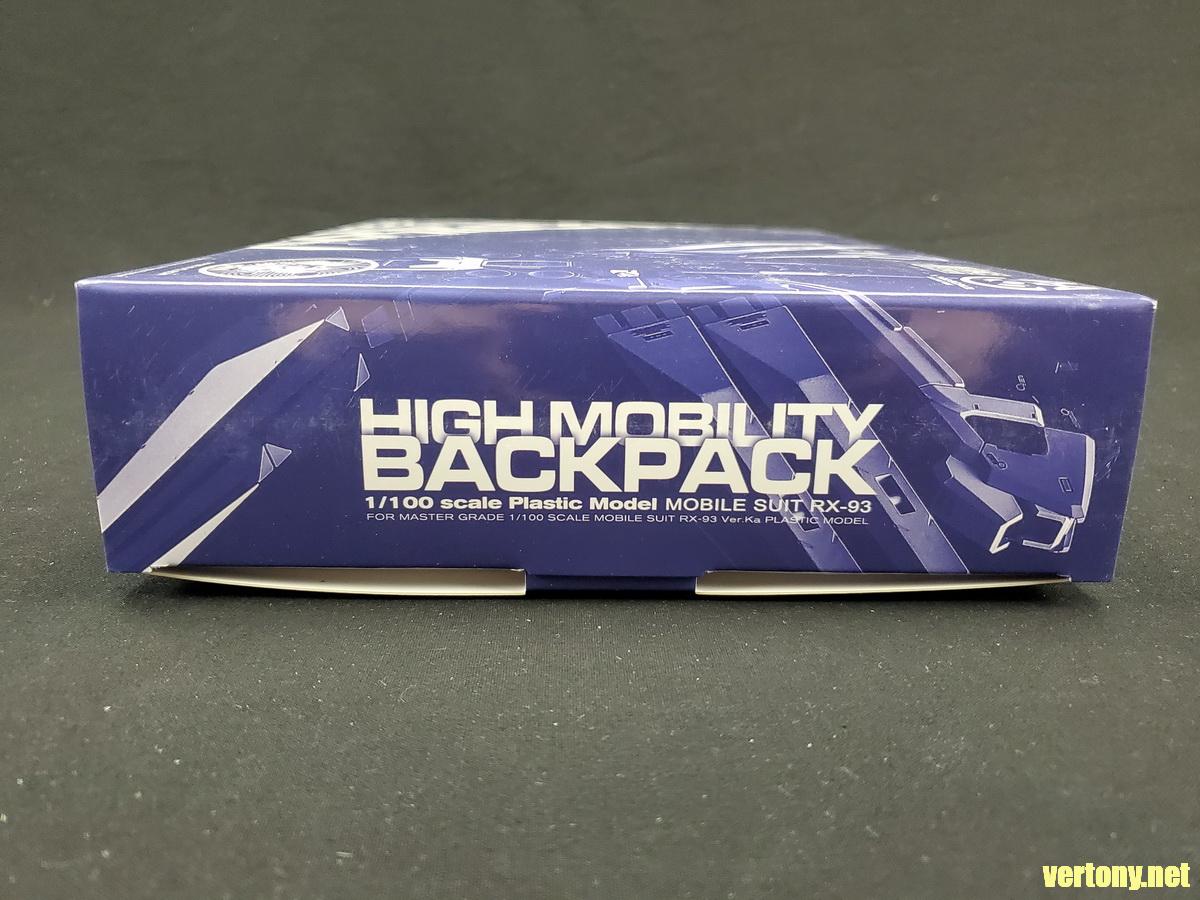 HIGH MOBILITY
BACKPACK
1/100 scale Plastic Model MOBILE SUIT RX-93
FOR MASTER GRADE 1/100 SCALE MOBILE SUIT RX-93 Ver.Ka PLASTIC MODEL
vertony.net